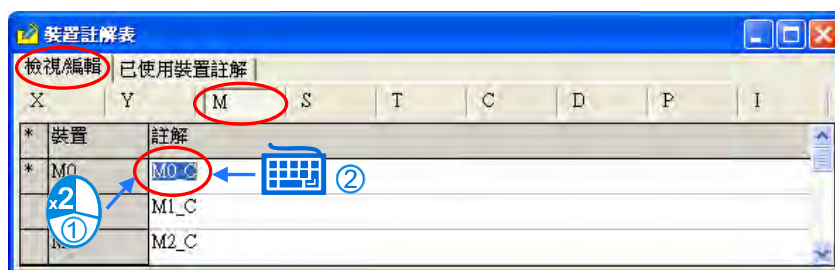 裝置註解表
檢視/編輯 已使用裝置註解
X Y M S T C D P I
* 裝置 註解
* M0 M0_C
②
x2
①
M1_C
M2_C